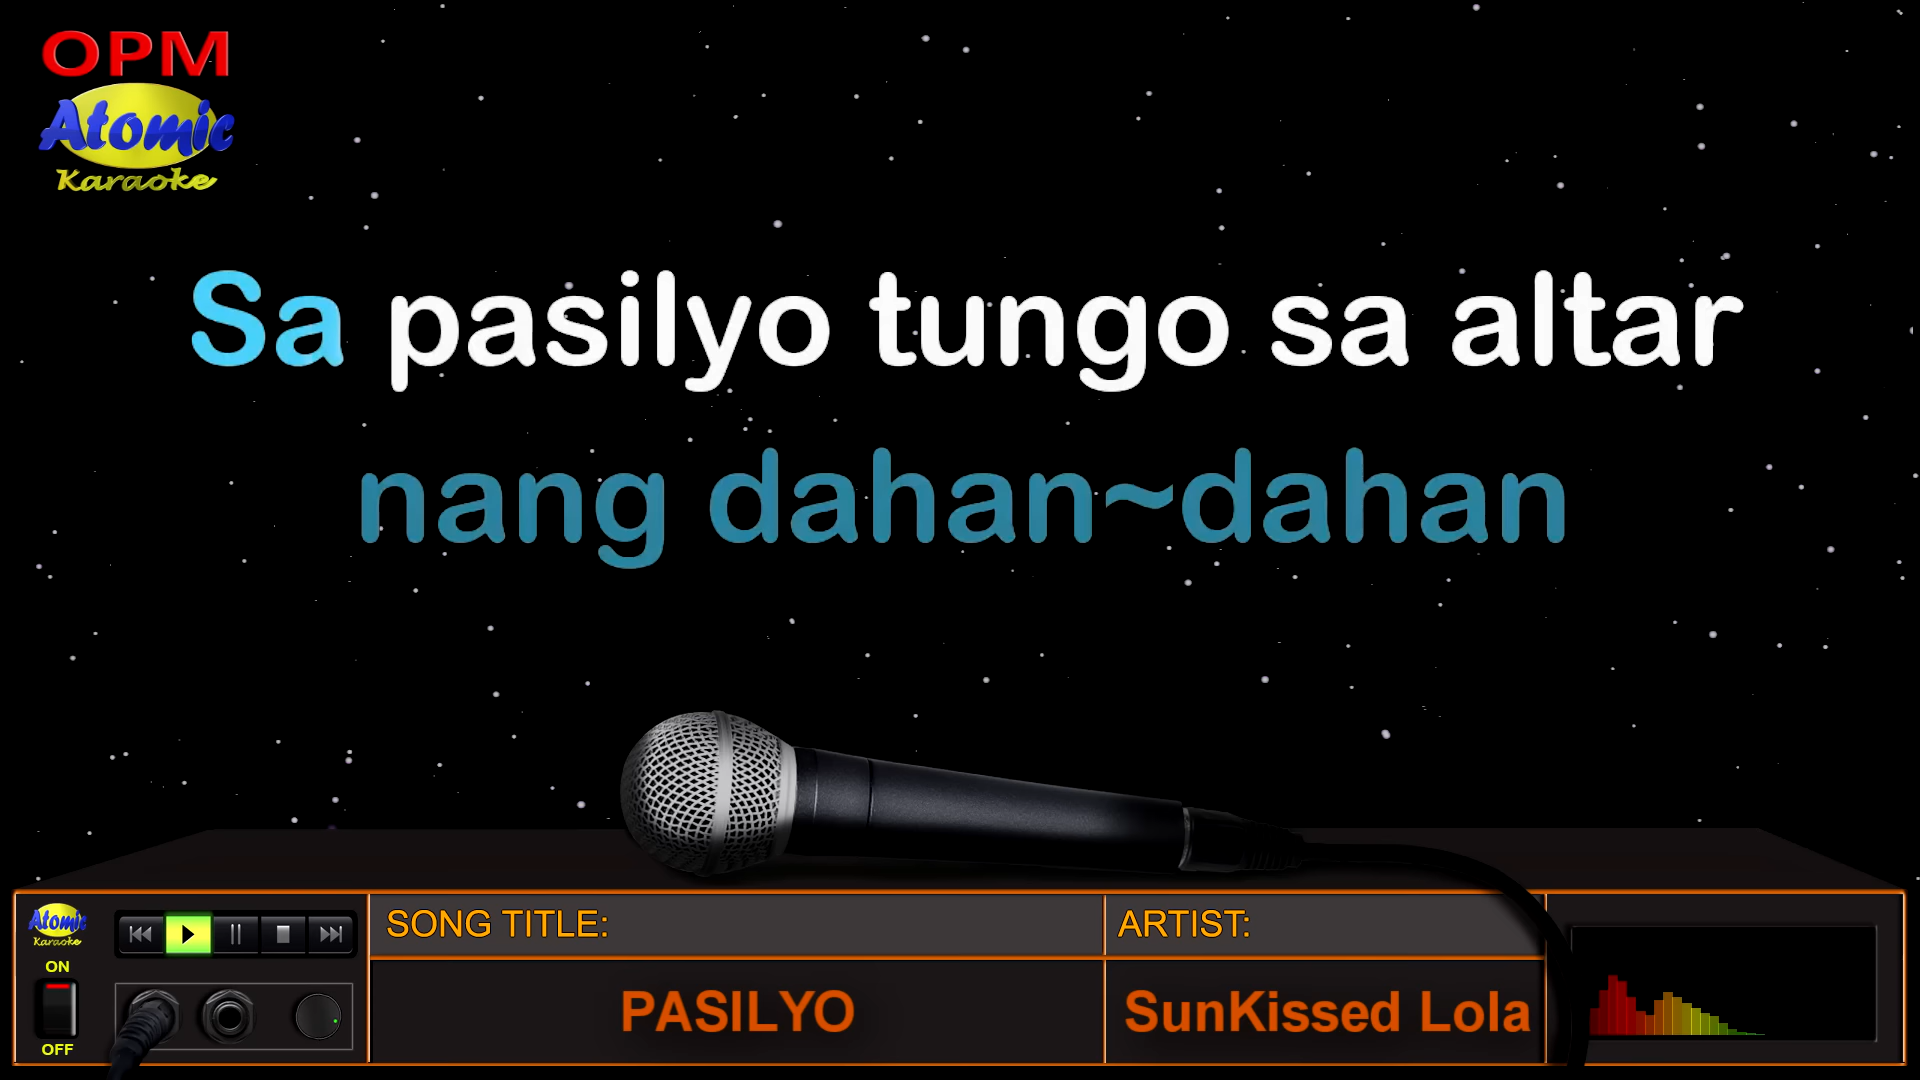 OPM
Atomic
Karaoke
Sa pasilyo tungo sa altar
nang dahan~dahan
Atomic
Karaoke
ON
OFF
SONG TITLE:
PASILYO
ARTIST:
SunKissed Lola